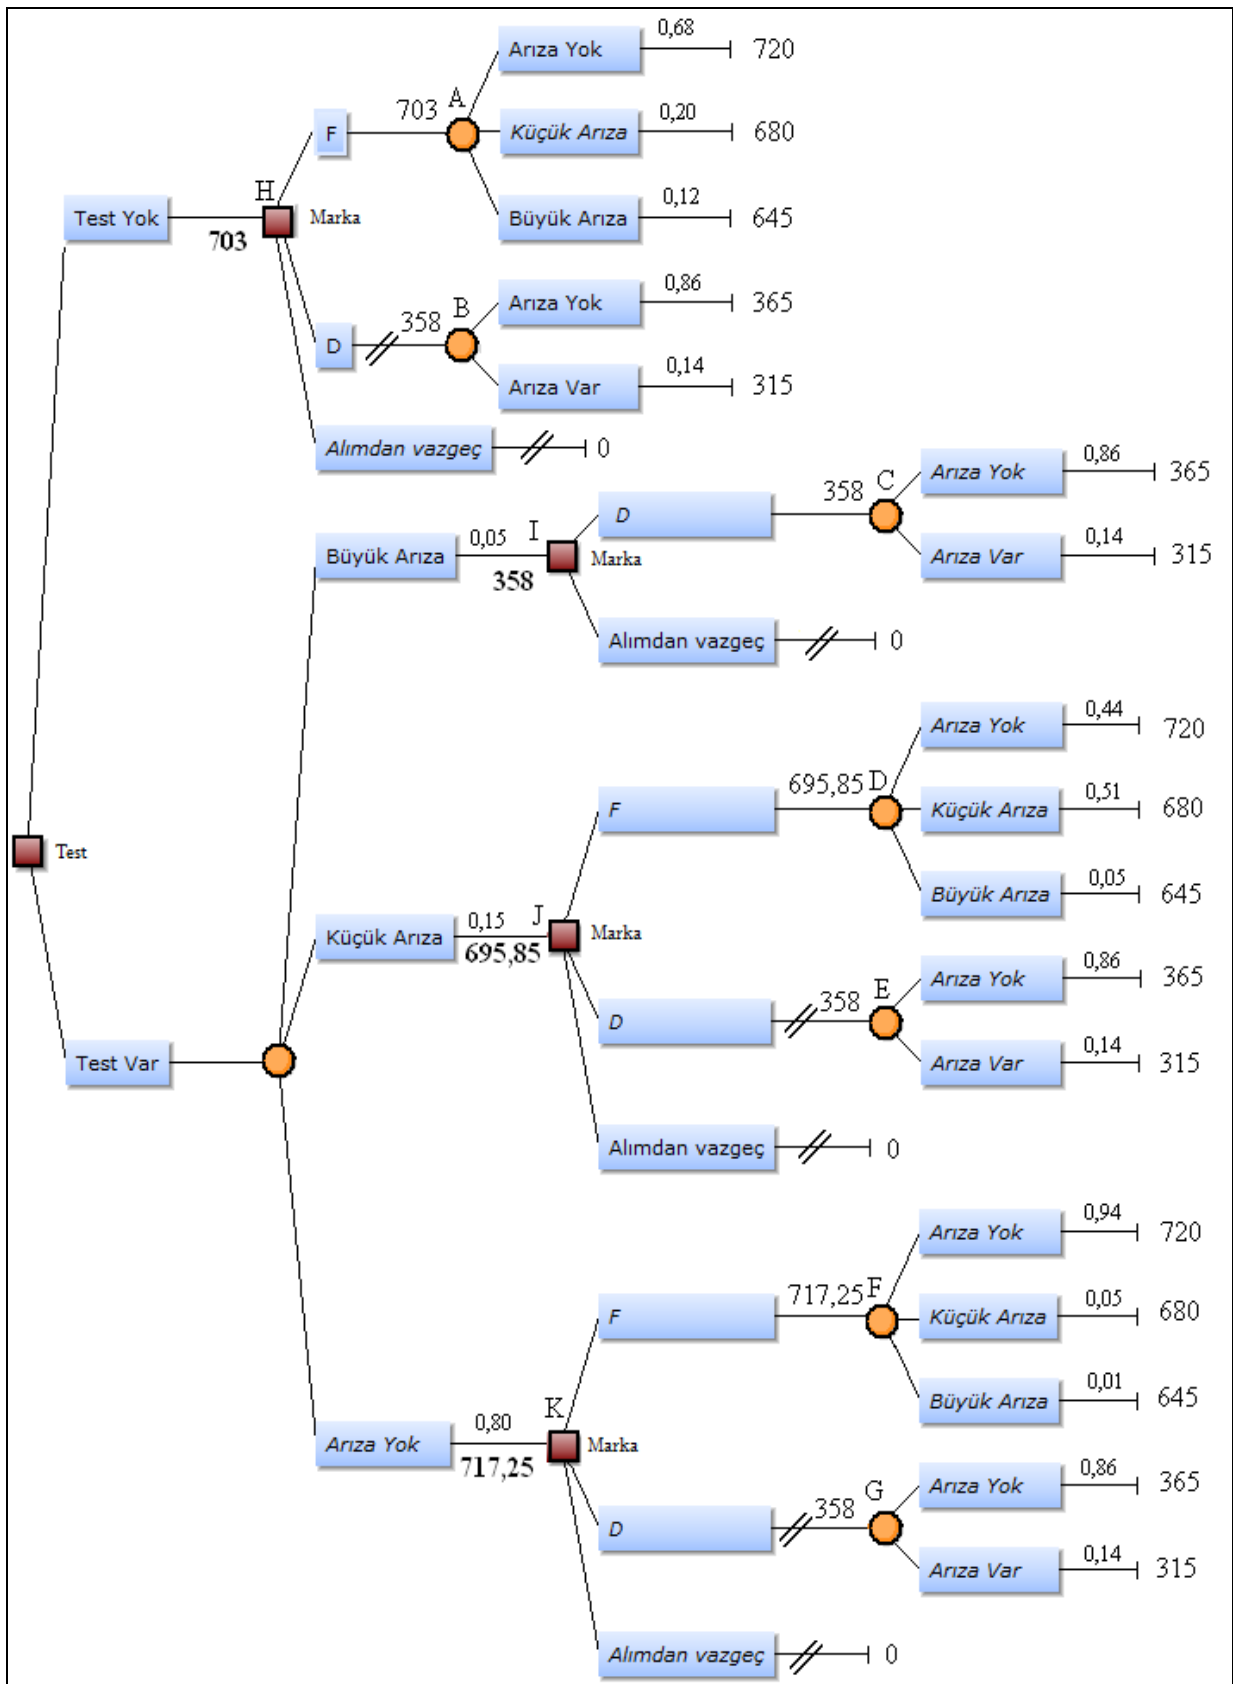 0,68
Arıza Yok 720
703 A
F
0,20
Küçük Arıza 680
H
Test Yok
Marka
703
0,12
Büyük Arıza 645
0,86
Arıza Yok 365
358 B
D
0,14
Arıza Var 315
Alımdan vazgeç 0
0,86
Arıza Yok 365
358 C
D
Büyük Arıza
0,05
I
Marka
358
0,14
Arıza Var 315
Alımdan vazgeç 0
0,44
Arıza Yok 720
695,85 D
F
0,51
Küçük Arıza 680
Test
0,05
Büyük Arıza 645
Küçük Arıza
0,15
J
Marka
695,85
0,86
Arıza Yok 365
358 E
D
0,14
Arıza Var 315
Test Var
Alımdan vazgeç 0
0,94
Arıza Yok 720
717,25 F
F
0,05
Küçük Arıza 680
0,01
Büyük Arıza 645
Arıza Yok
0,80
K
Marka
717,25
0,86
Arıza Yok 365
358 G
D
0,14
Arıza Var 315
Alımdan vazgeç 0